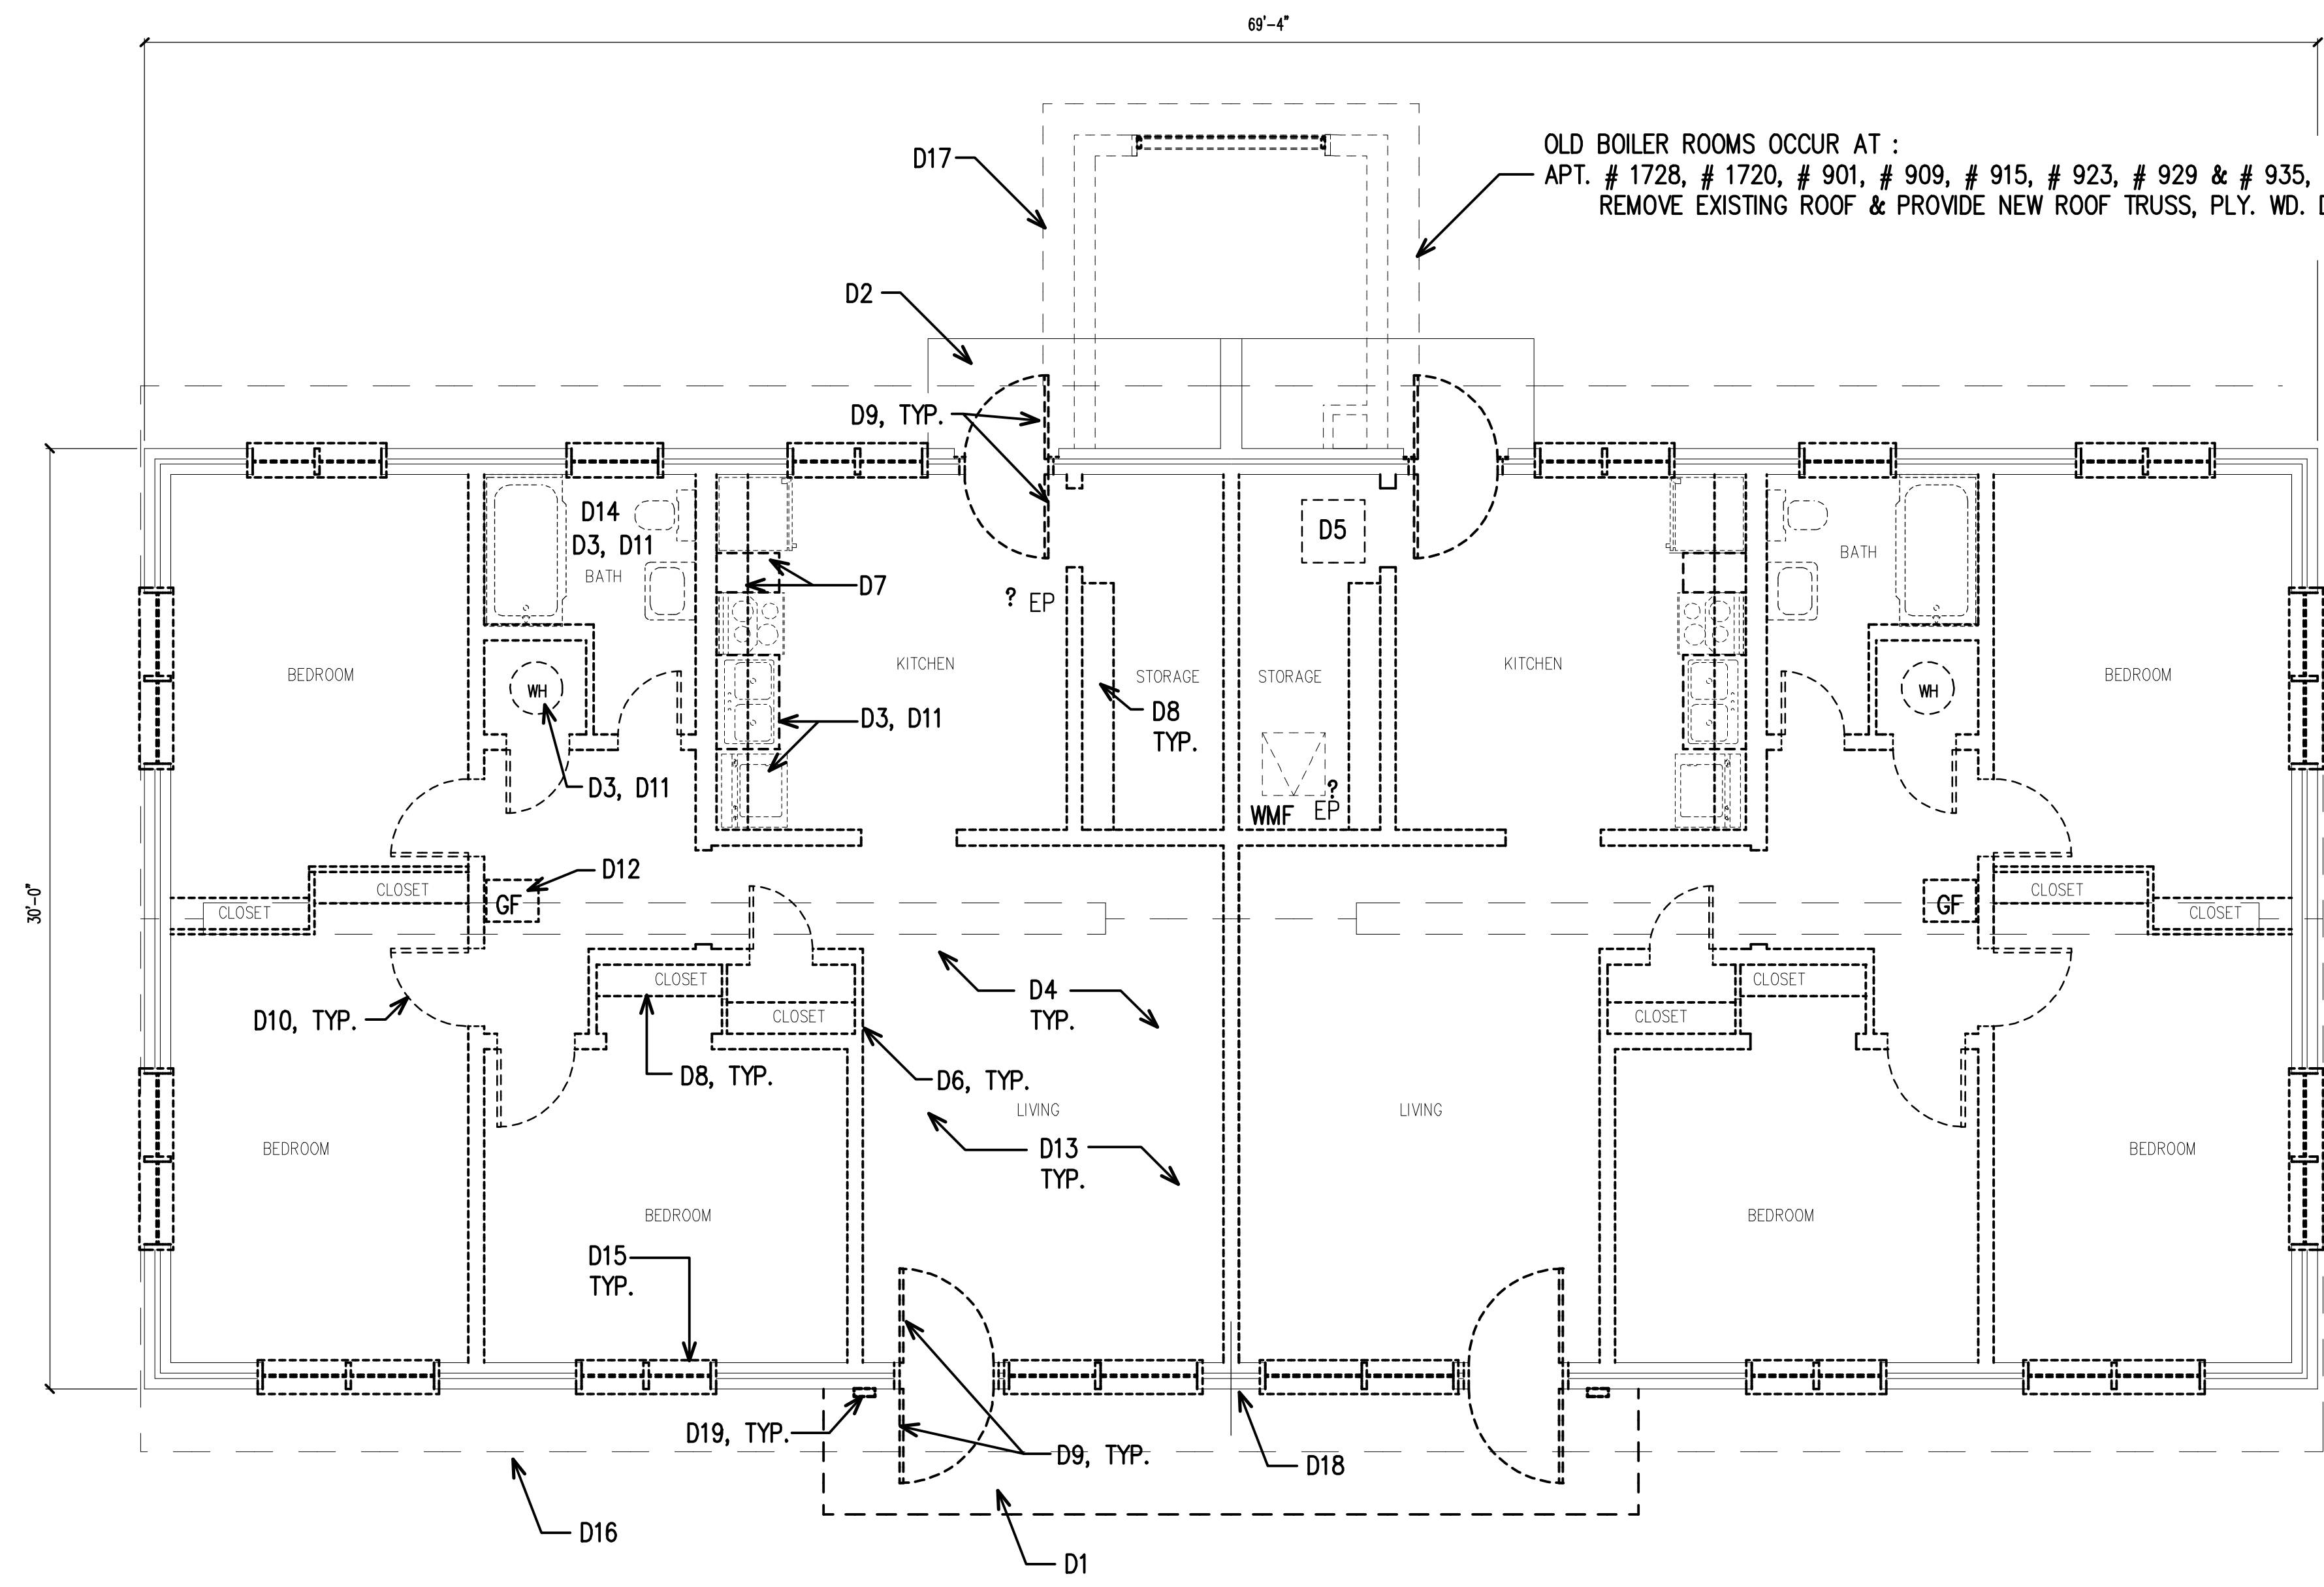 69'-4"
OLD BOILER ROOMS OCCUR AT :
APT. # 1728, # 1720, # 901, # 909, # 915, # 923, # 929 & # 935,
REMOVE EXISTING ROOF & PROVIDE NEW ROOF TRUSS, PLY. WD.
D17
D2
D9, TYP.
D14
D3, D11
BATH
D5
BATH
D7
? EP
BEDROOM
KITCHEN
STORAGE
STORAGE
KITCHEN
BEDROOM
WH
WH
D8
TYP.
D3, D11
D3, D11
?
WMF
EP
30'-0"
D12
CLOSET
GF
CLOSET
GF
CLOSET
CLOSET
CLOSET
CLOSET
D4
TYP.
CLOSET
CLOSET
D10, TYP.
D8, TYP.
D6, TYP.
LIVING
LIVING
BEDROOM
D13
TYP.
BEDROOM
BEDROOM
BEDROOM
D15
TYP.
D19, TYP.
D9, TYP.
D18
D16
D1